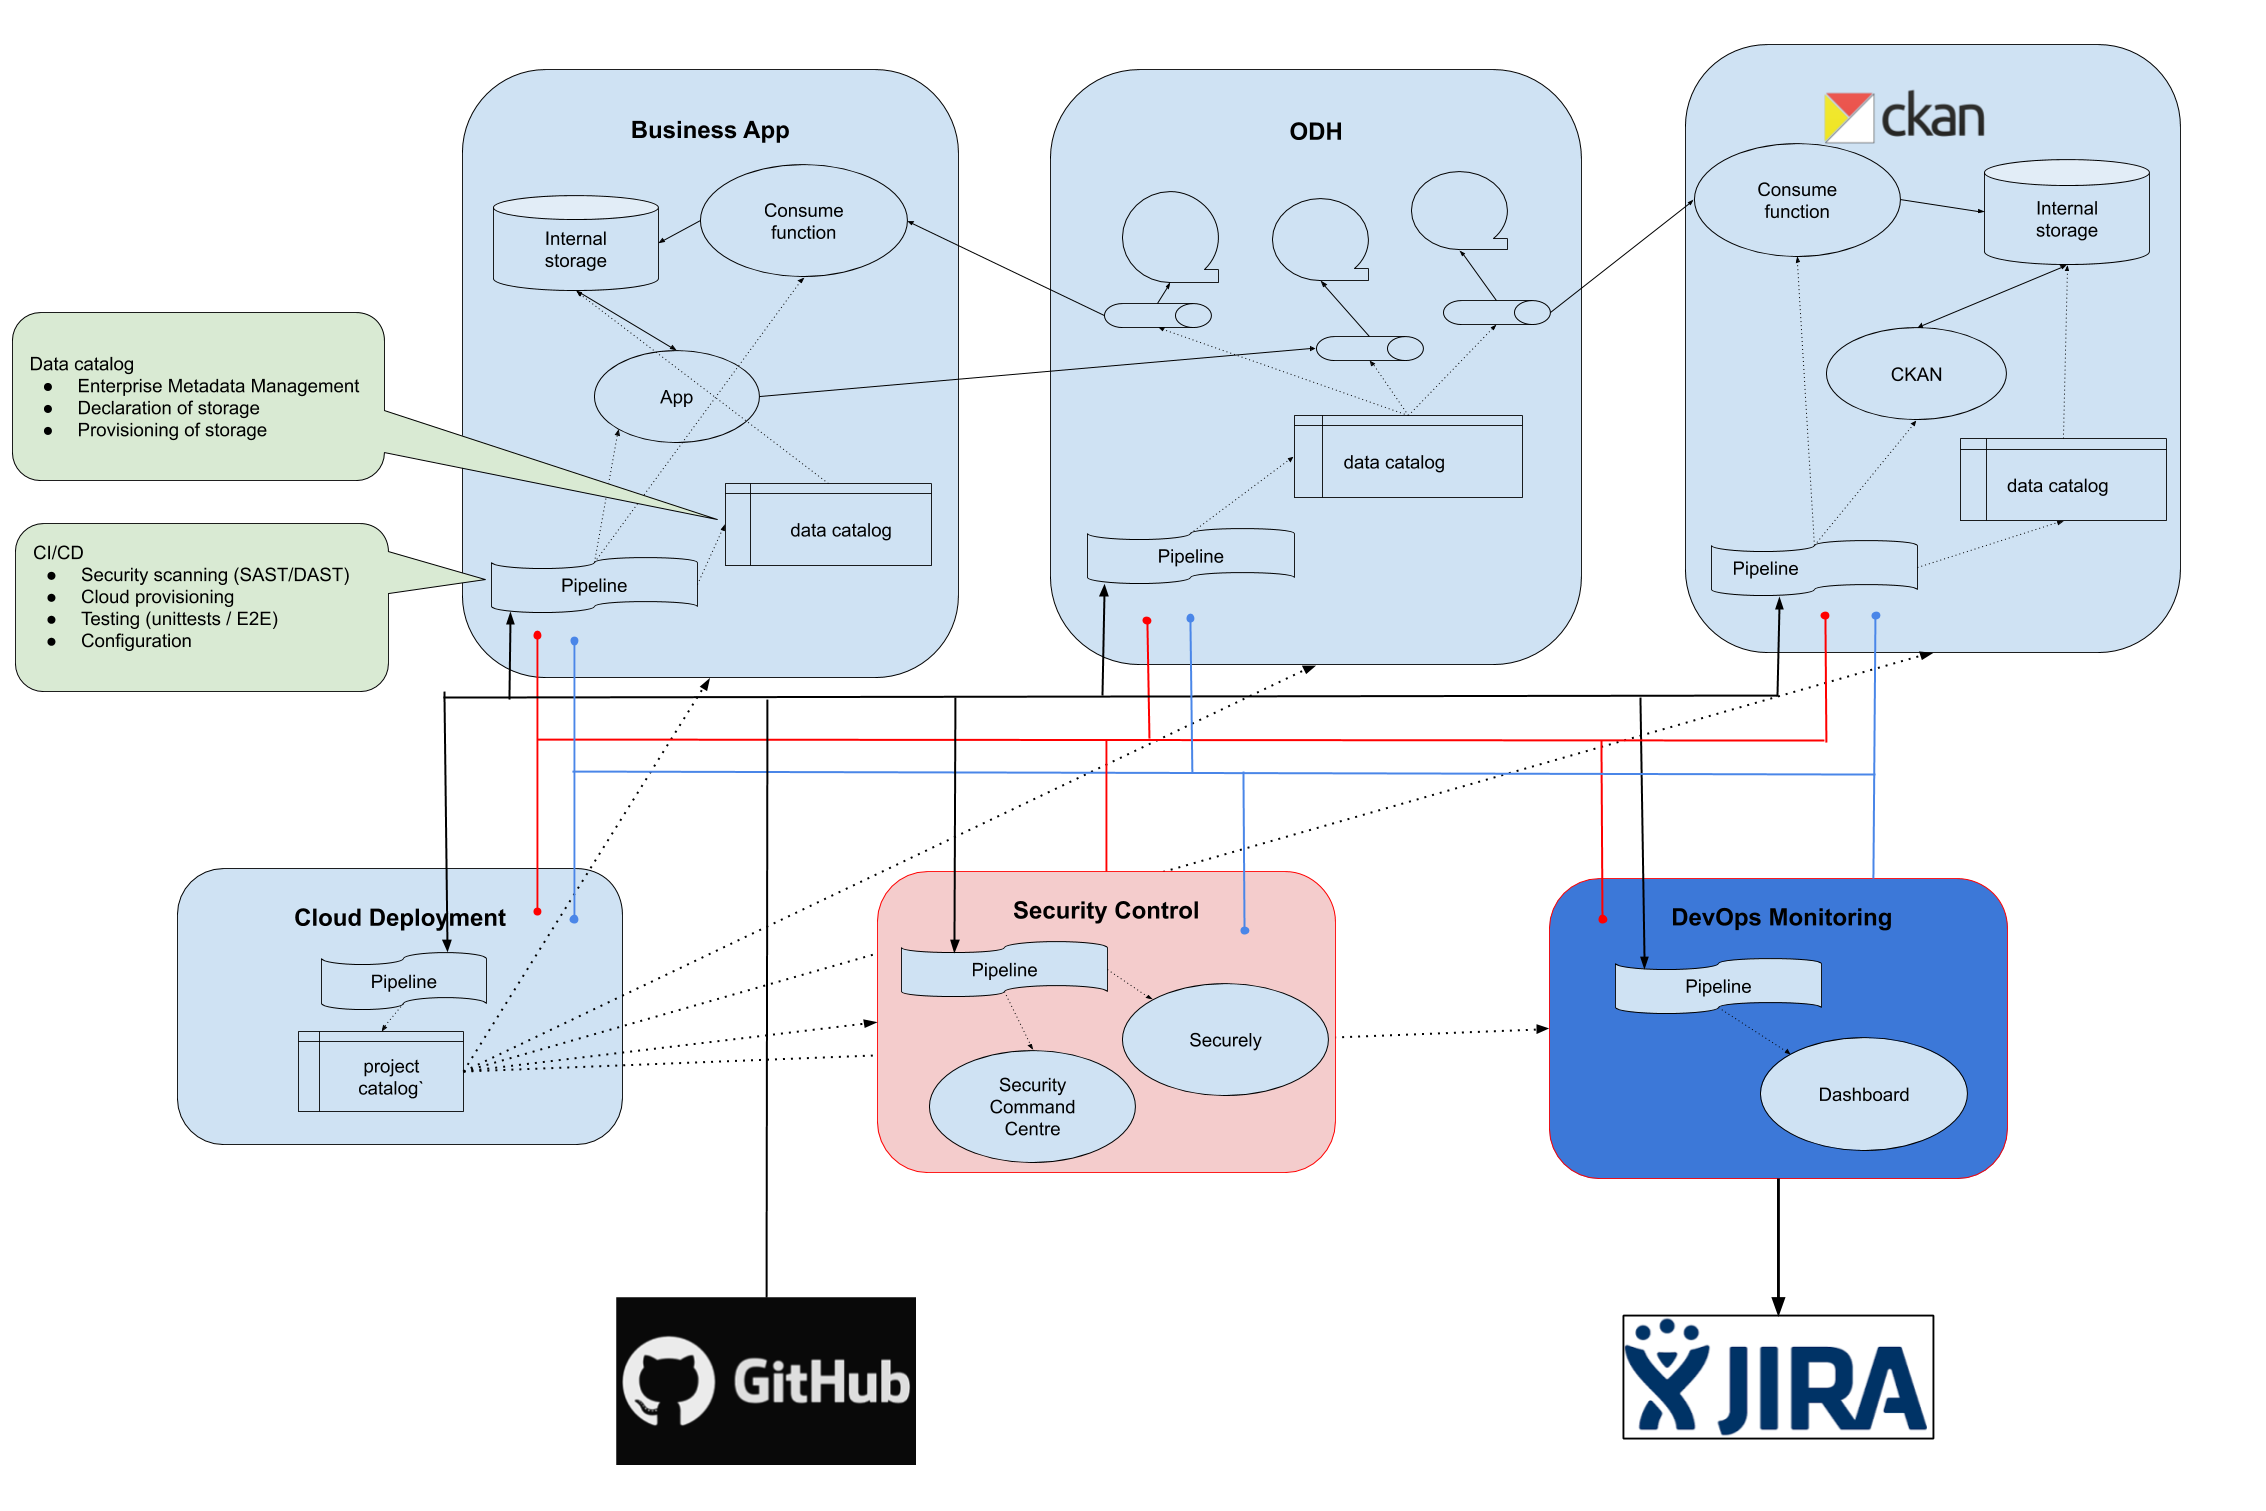 Business App
Consume
function
Internal
storage
App
data catalog
Pipeline
ODH
data catalog
Pipeline
ckan
Consume
function
Internal
storage
CKAN
data catalog
Pipeline
Data catalog
● Enterprise Metadata Management
● Declaration of storage
● Provisioning of storage
CI/CD
● Security scanning (SAST/DAST)
● Cloud provisioning
● Testing (unittests / E2E)
● Configuration
Cloud Deployment
Pipeline
project
catalog`
Security Control
Pipeline
Securely
Security
Command
Centre
DevOps Monitoring
Pipeline
Dashboard
GitHub
JIRA